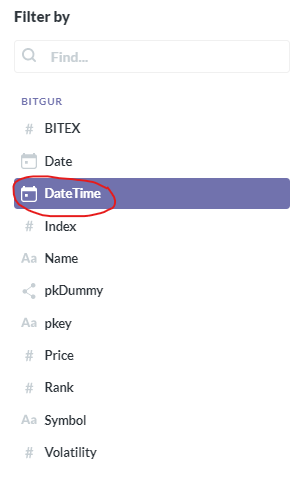 Filter by
Find...
BITGUR
# BITEX
Date
DateTime
# Index
Aa Name
pkDummy
Aa pkey
# Price
# Rank
Aa Symbol
# Volatility